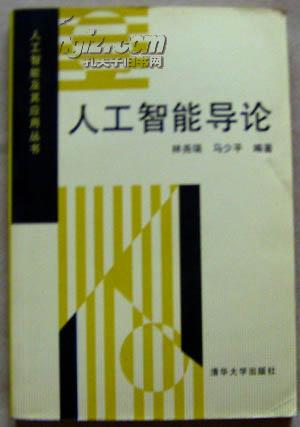 giz.com
孔夫子旧书网
人工智能及其应用丛书
人工智能导论
林尧瑞 马少平 编著
清华大学出版社